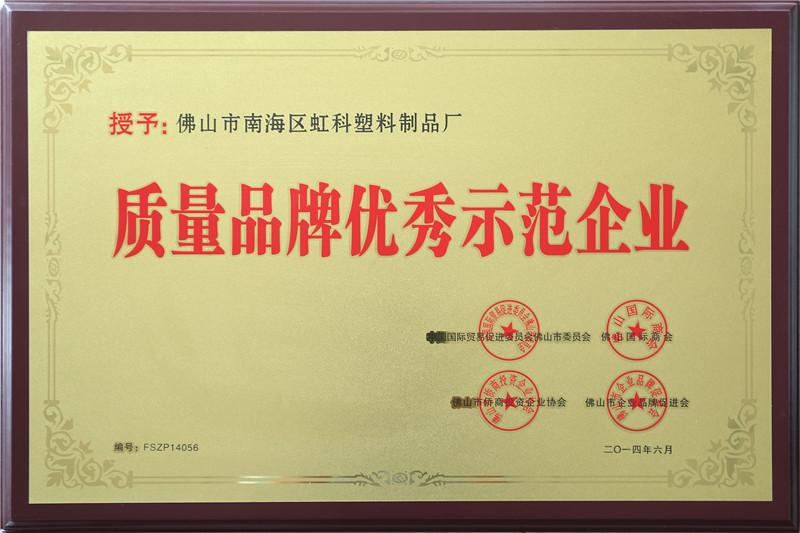 授予：佛山市南海区虹科塑料制品厂
质量品牌优秀示范企业
中国国际贸易促进委员会佛山市委员会 佛山国际商会
佛山市侨商投资企业协会 佛山市企业品牌促进会
编号：FSZP14056 二〇一四年六月